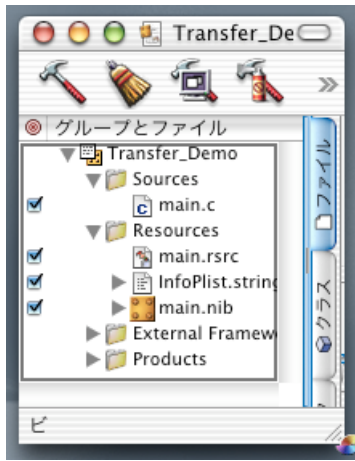 Transfer_De
グループとファイル
Transfer_Demo
Sources
main.c
Resources
main.rsrc
InfoPlist.string
main.nib
External Framew
Products
ファイル
クラス
ビ